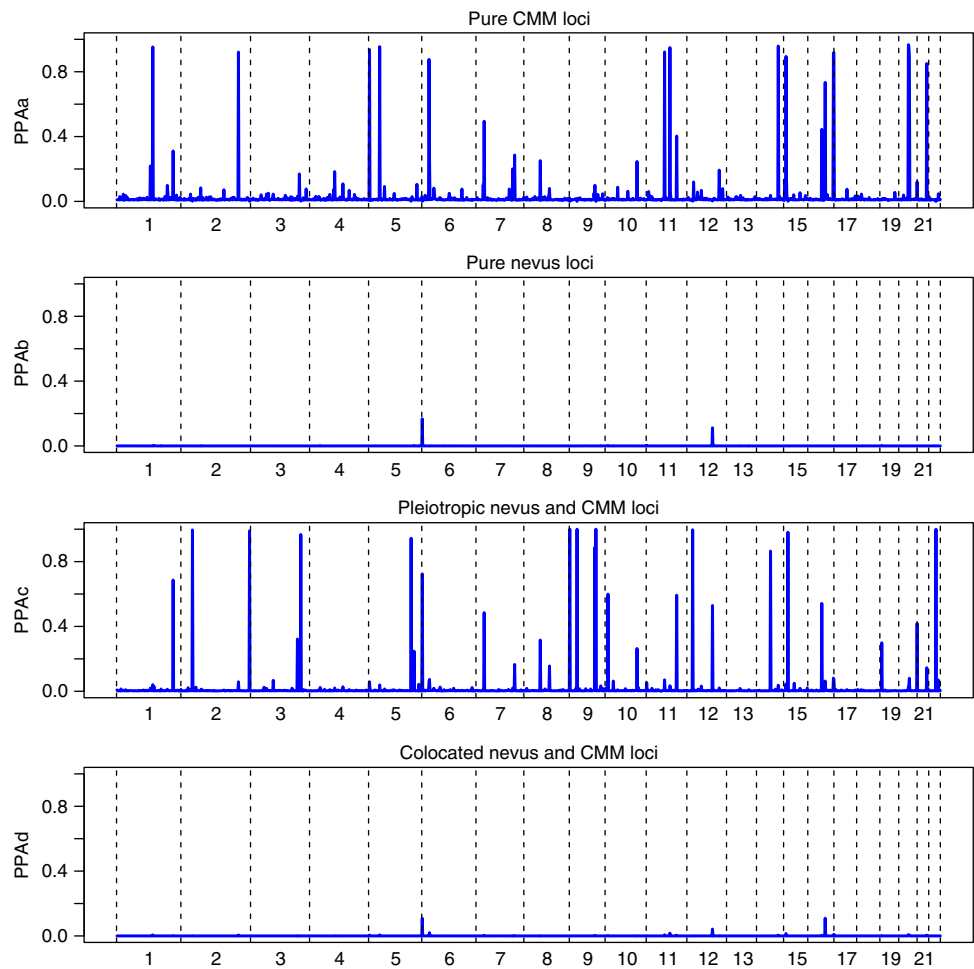 Pure CMM loci
PPAa
0.8
0.4
0.0
1 2 3 4 5 6 7 8 9 10 11 12 13 15 17 19 21
Pure nevus loci
PPAb
0.8
0.4
0.0
1 2 3 4 5 6 7 8 9 10 11 12 13 15 17 19 21
Pleiotropic nevus and CMM loci
PPAc
0.8
0.4
0.0
1 2 3 4 5 6 7 8 9 10 11 12 13 15 17 19 21
Colocated nevus and CMM loci
PPAd
0.8
0.4
0.0
1 2 3 4 5 6 7 8 9 10 11 12 13 15 17 19 21